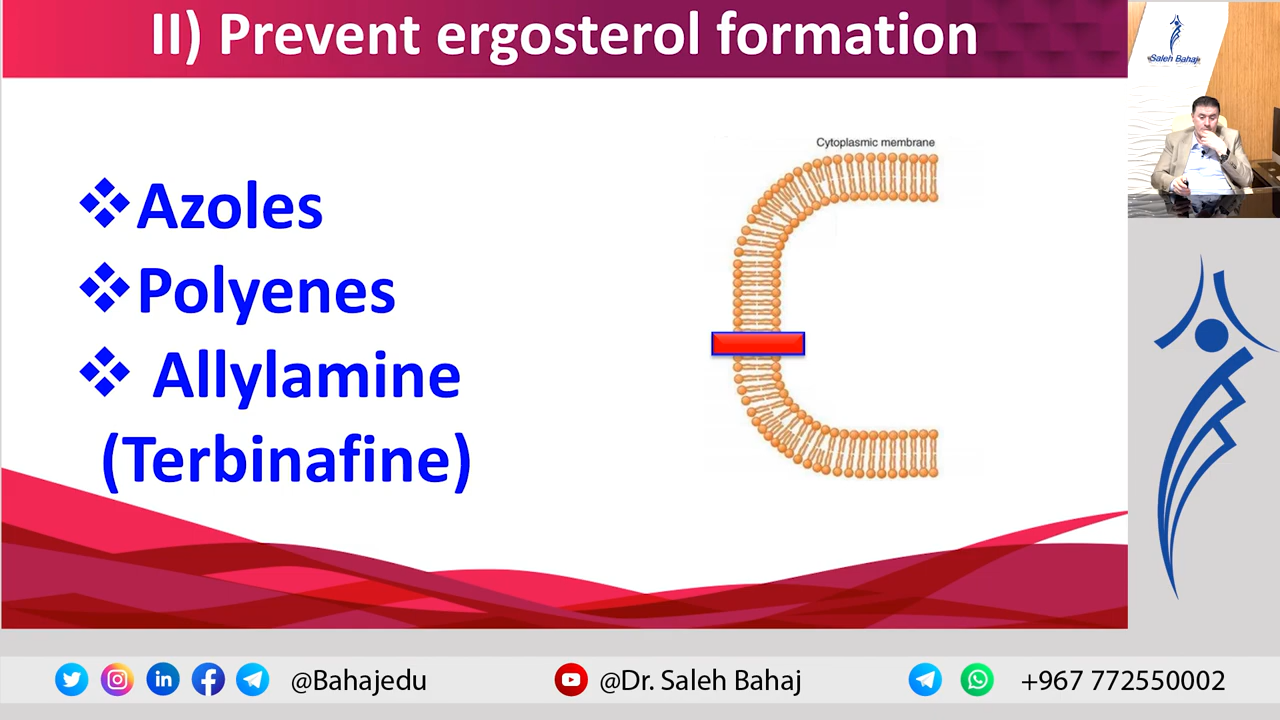 II) Prevent ergosterol formation
Saleh Bahaj
Cytoplasmic membrane
❖Azoles
❖Polyenes
❖ Allylamine
(Terbinafine)
@Bahajedu
@Dr. Saleh Bahaj
+967 772550002